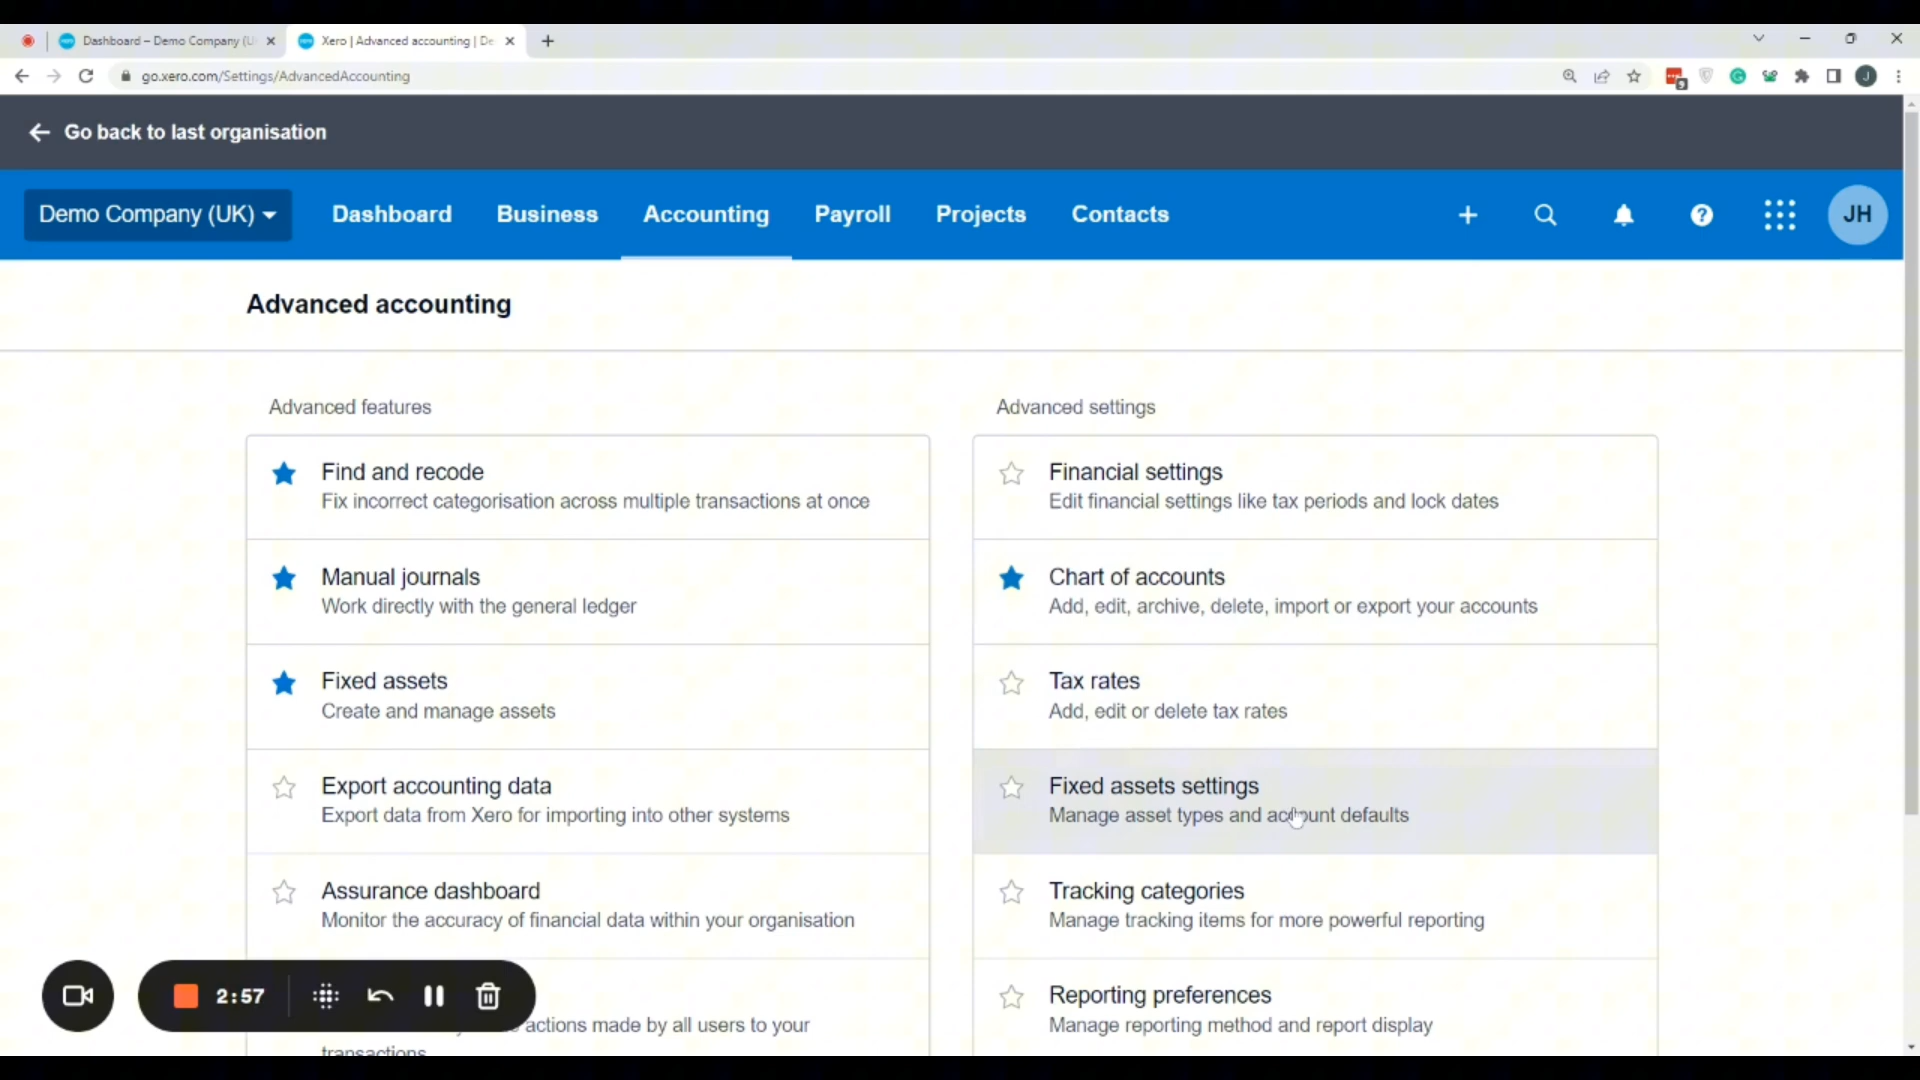 Dashboard – Demo Company (U
Xero | Advanced accounting | De
go.xero.com/Settings/AdvancedAccounting
9
J
Go back to last organisation
Demo Company (UK)
Dashboard
Business
Accounting
Payroll
Projects
Contacts
JH
Advanced accounting
Advanced features
Find and recode
Fix incorrect categorisation across multiple transactions at once
Manual journals
Work directly with the general ledger
Fixed assets
Create and manage assets
Export accounting data
Export data from Xero for importing into other systems
Assurance dashboard
Monitor the accuracy of financial data within your organisation
actions made by all users to your
transactions
Advanced settings
Financial settings
Edit financial settings like tax periods and lock dates
Chart of accounts
Add, edit, archive, delete, import or export your accounts
Tax rates
Add, edit or delete tax rates
Fixed assets settings
Manage asset types and account defaults
Tracking categories
Manage tracking items for more powerful reporting
Reporting preferences
Manage reporting method and report display
2:57